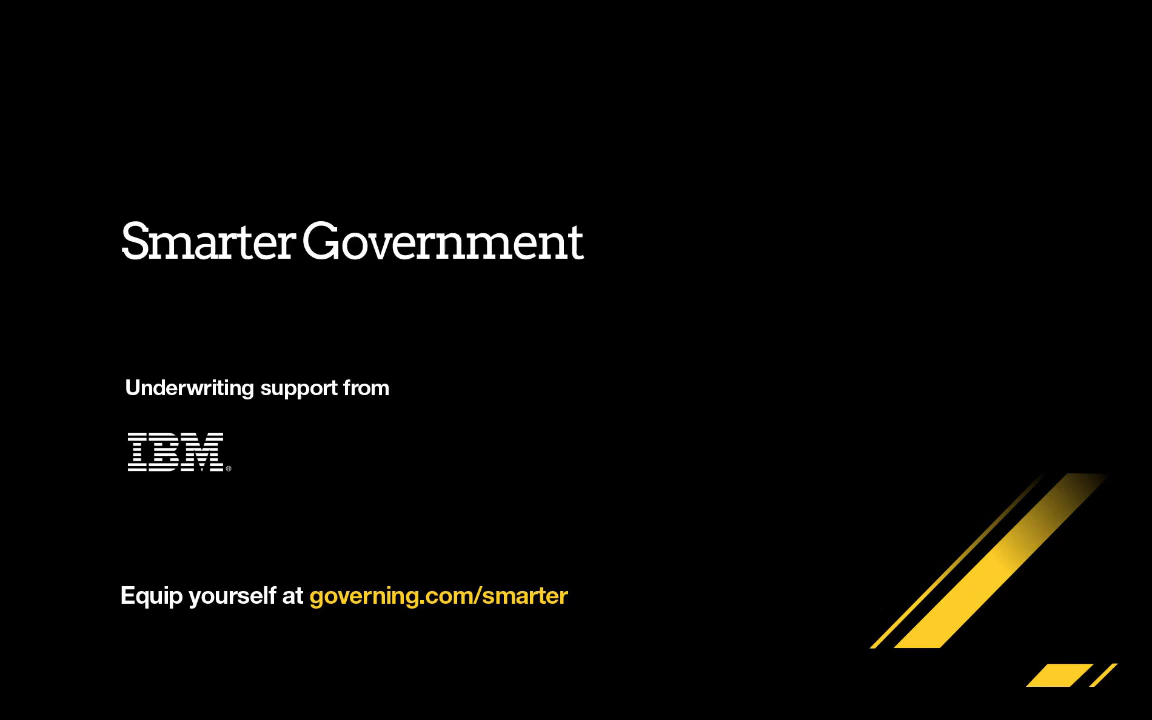 Smarter Government
Underwriting support from
IBM®
Equip yourself at governing.com/smarter